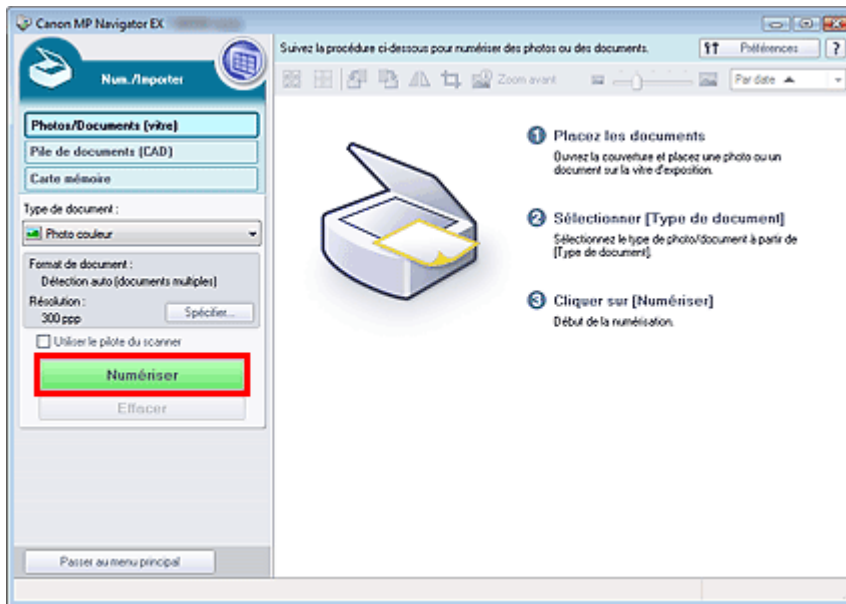 Canon MP Navigator EX
Num./Importer
Photos/Documents (vitre)
Pile de documents (CAD)
Carte mémoire
Type de document :
Photo couleur
Format de document :
Détection auto (documents multiples)
Résolution :
300 ppp
Spécifier...
Utiliser le pilote du scanner
Numériser
Effacer
Passer au menu principal
Suivez la procédure ci-dessous pour numériser des photos ou des documents.
Préférences
?
Zoom avant
Par date
1 Placez les documents
Ouvrez la couverture et placez une photo ou un
document sur la vitre d'exposition.
2 Sélectionner [Type de document]
Sélectionnez le type de photo/document à partir de
[Type de document].
3 Cliquer sur [Numériser]
Début de la numérisation.